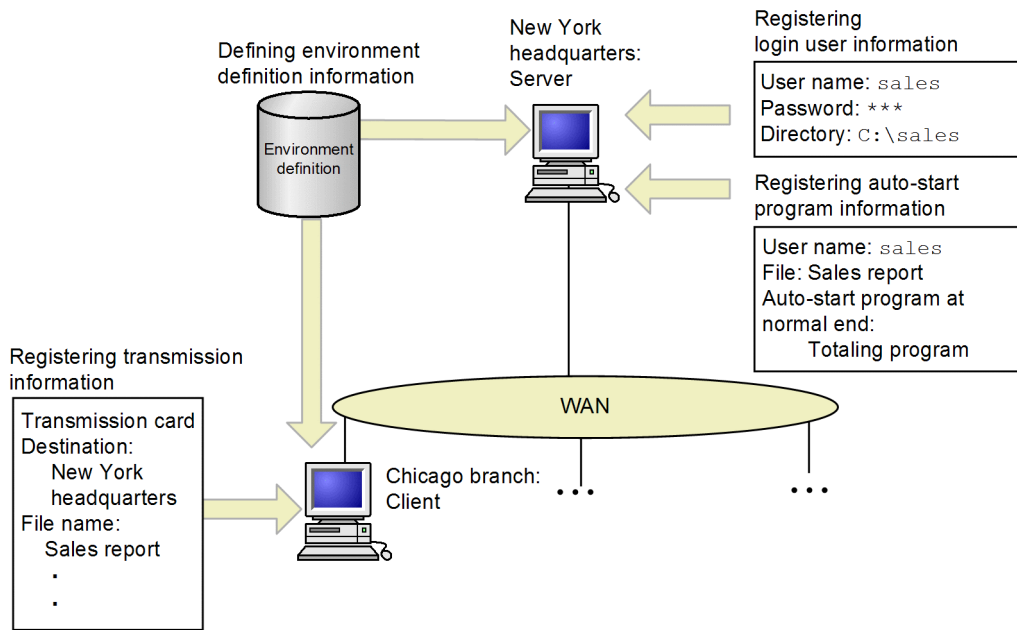 Defining environment
definition information
Environment
definition
New York
headquarters:
Server
Registering
login user information
User name: sales
Password: ***
Directory: C:\sales
Registering auto-start
program information
User name: sales
File: Sales report
Auto-start program at
normal end:
Totaling program
Registering transmission
information
Transmission card
Destination:
New York
headquarters
File name:
Sales report
.
.
WAN
Chicago branch:
Client
...
...